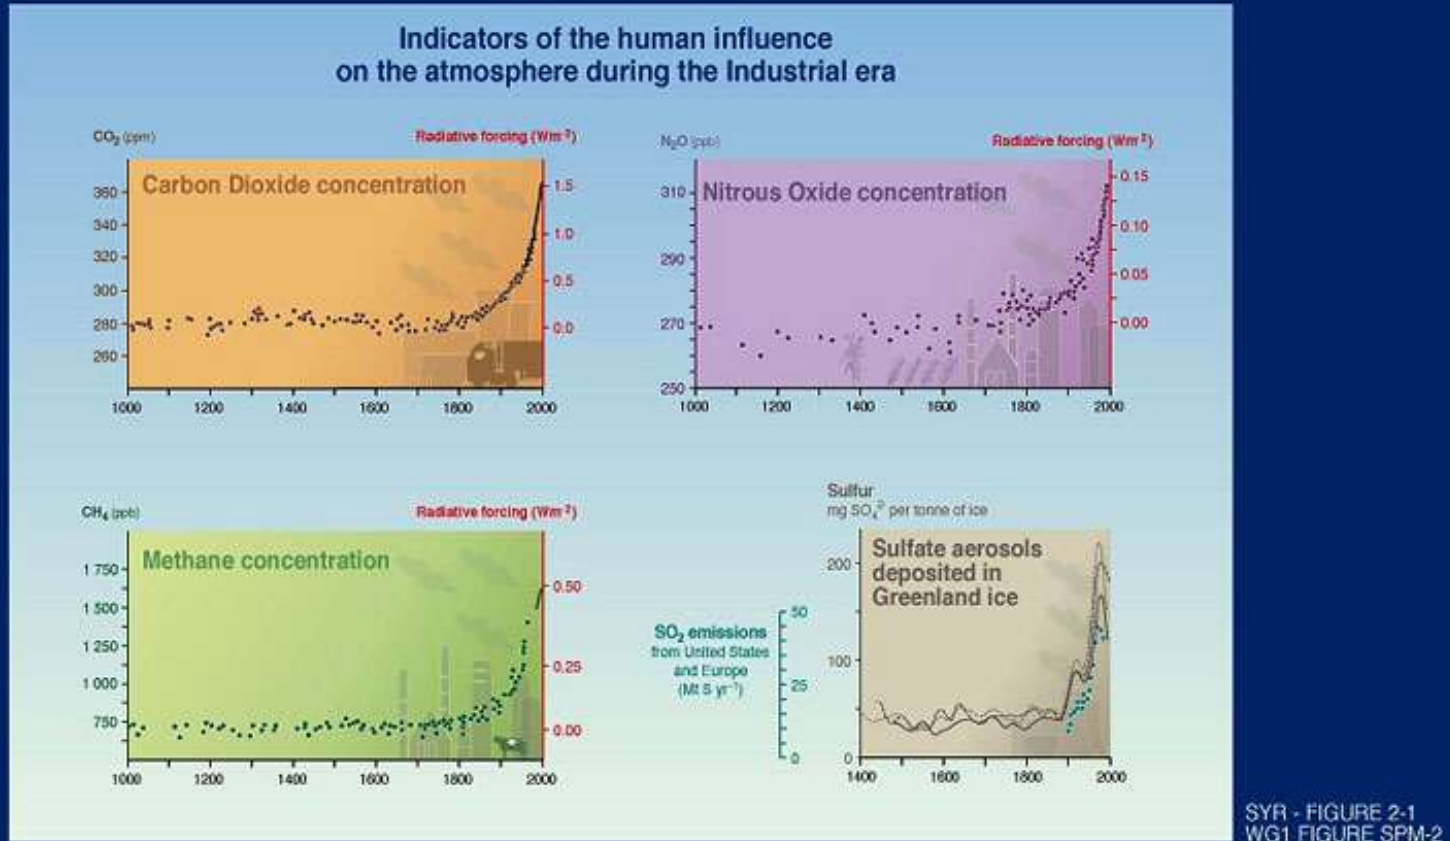 Indicators of the human influence
on the atmosphere during the Industrial era
CO₂ (ppm)
Radiative forcing (Wm⁻²)
Carbon Dioxide concentration
360
340
320
300
280
260
1.5
1.0
0.5
0.0
1000 1200 1400 1600 1800 2000
N₂O (ppb)
Radiative forcing (Wm⁻²)
Nitrous Oxide concentration
310
290
270
250
0.15
0.10
0.05
0.00
1000 1200 1400 1600 1800 2000
CH₄ (ppb)
Radiative forcing (Wm⁻²)
Methane concentration
1 750
1 500
1 250
1 000
750
0.50
0.25
0.00
1000 1200 1400 1600 1800 2000
Sulfur
mg SO₄²⁻ per tonne of ice
Sulfate aerosols
deposited in
Greenland ice
200
100
0
SO₂ emissions
from United States
and Europe
(Mt S yr⁻¹)
50
25
0
1400 1600 1800 2000
SYR - FIGURE 2-1
WG1 FIGURE SPM-2